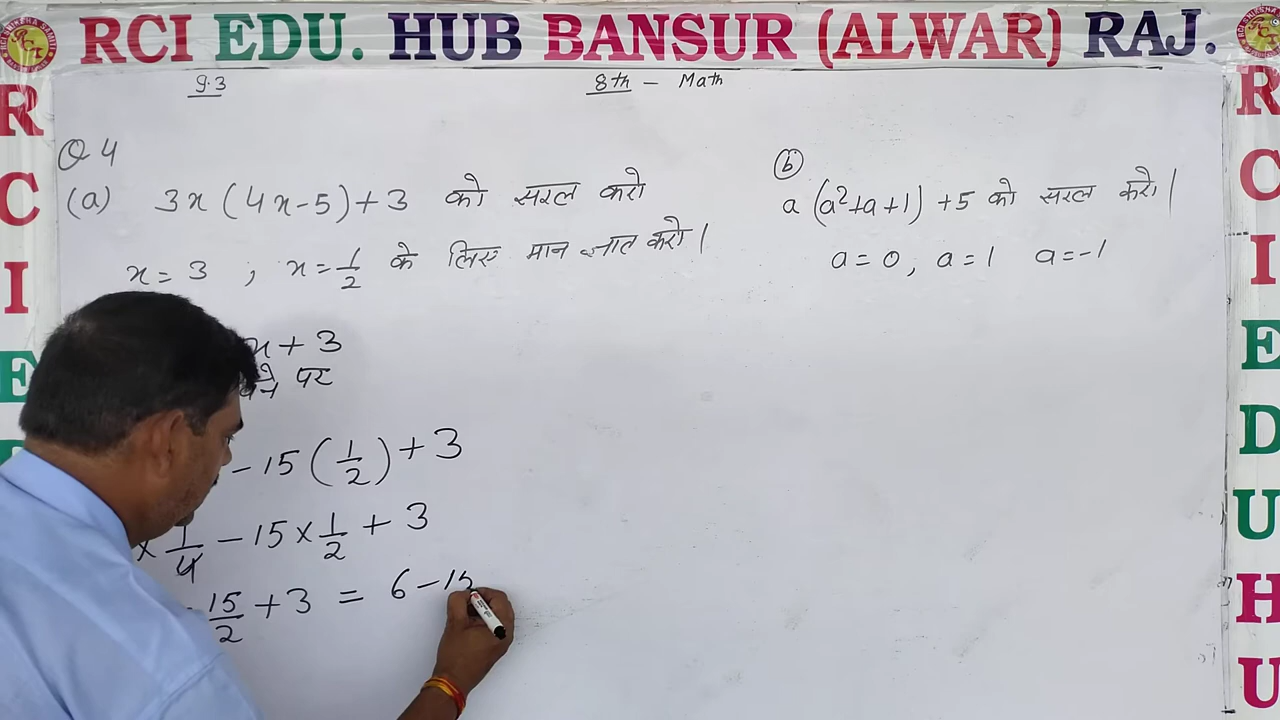 RCI EDU. HUB BANSUR (ALWAR) RAJ.
9.3
8th - Math
Q 4
(a) 3x (4x-5)+3 को सरल करो
x = 3 ; x = 1/2 के लिए मान ज्ञात करो।
x + 3
पर
- 15 (1/2) + 3
× 1/4 - 15 × 1/2 + 3
15/2 + 3 = 6 - 15
(b)
a (a²+a+1) +5 को सरल करो।
a = 0, a = 1 a = -1
R
C
I
E
R
C
I
E
D
U
H
U